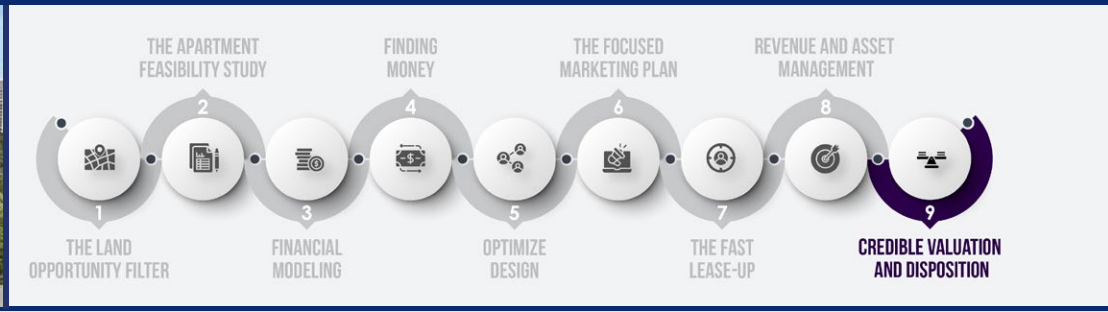 THE APARTMENT
FEASIBILITY STUDY
FINDING
MONEY
THE FOCUSED
MARKETING PLAN
REVENUE AND ASSET
MANAGEMENT
2
4
6
8
$
$
1
3
5
7
9
THE LAND
OPPORTUNITY FILTER
FINANCIAL
MODELING
OPTIMIZE
DESIGN
THE FAST
LEASE-UP
CREDIBLE VALUATION
AND DISPOSITION